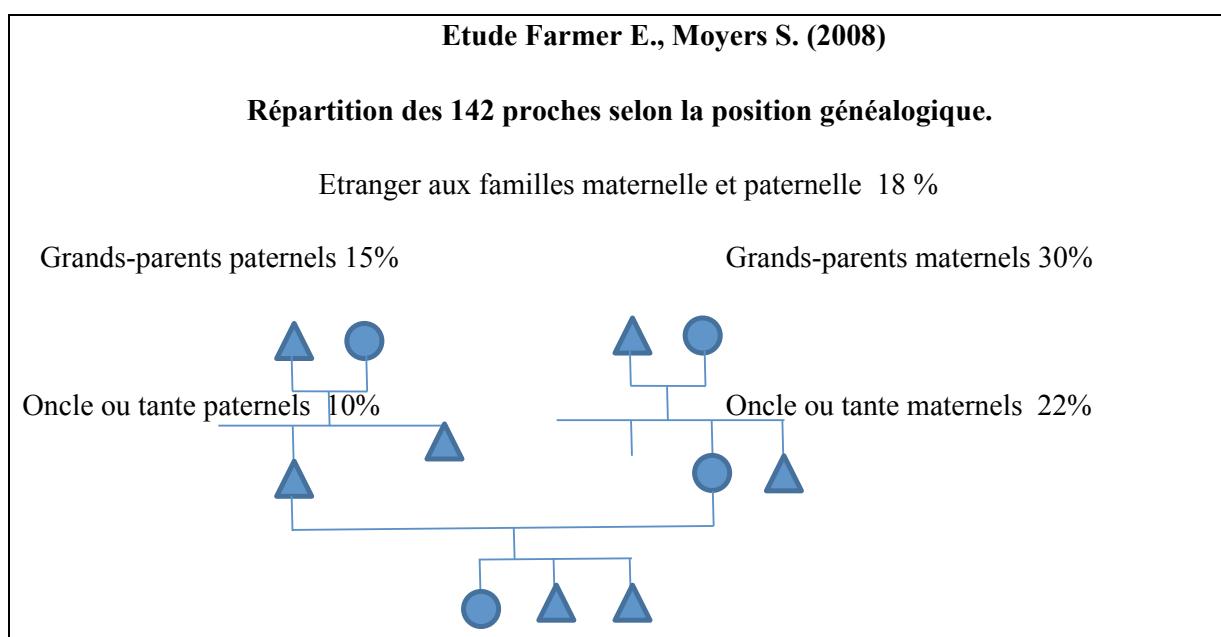 Etude Farmer E., Moyers S. (2008)
Répartition des 142 proches selon la position généalogique.
Etranger aux familles maternelle et paternelle 18 %
Grands-parents paternels 15%
Grands-parents maternels 30%
Oncle ou tante paternels 10%
Oncle ou tante maternels 22%